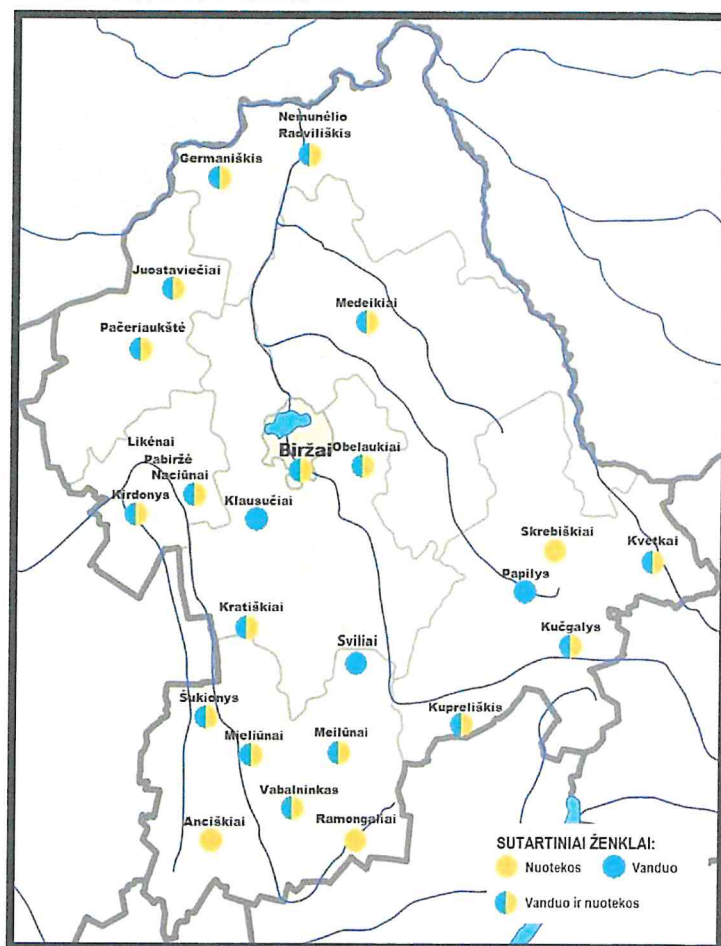 Nemunėlio
Radviliškis
Germaniškis
Juostaviečiai
Medeikiai
Pačeriaukštė
Likėnai
Pabiržė
Biržai
Obelaukiai
Naciūnai
Kirdonys
Klausučiai
Skrebiškiai
Kvetkai
Papilys
Kratiškiai
Kučgalys
Sviliai
Šukionys
Kupreliškis
Mieliūnai
Meilūnai
Vabalninkas
Anciškiai
Ramongaliai
SUTARTINIAI ŽENKLAI:
Nuotekos
Vanduo
Vanduo ir nuotekos